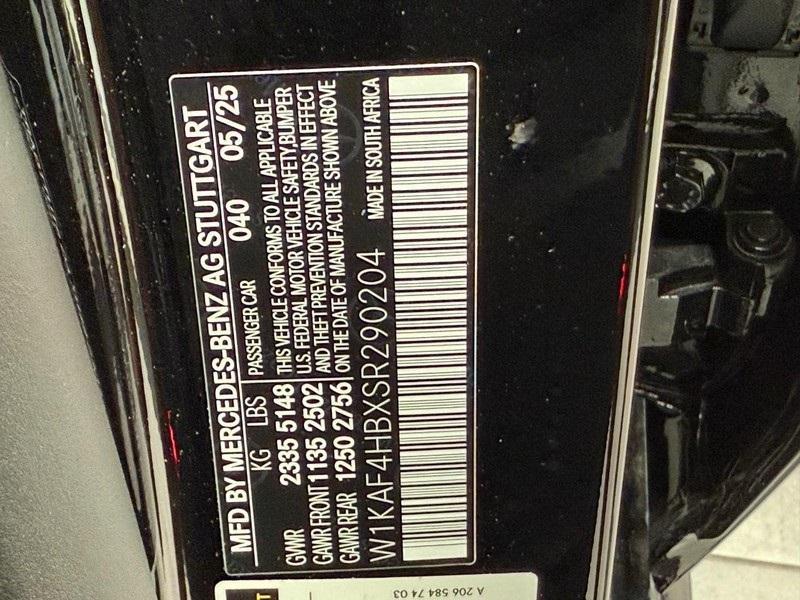 MFD BY MERCEDES-BENZ AG STUTTGART
KG LBS PASSENGER CAR 040 05/25
GVWR 2335 5148
GAWR FRONT 1135 2502
GAWR REAR 1250 2756
THIS VEHICLE CONFORMS TO ALL APPLICABLE
U.S. FEDERAL MOTOR VEHICLE SAFETY, BUMPER
AND THEFT PREVENTION STANDARDS IN EFFECT
ON THE DATE OF MANUFACTURE SHOWN ABOVE
W1KAF4HBXSR290204 MADE IN SOUTH AFRICA
A 206 584 74 03